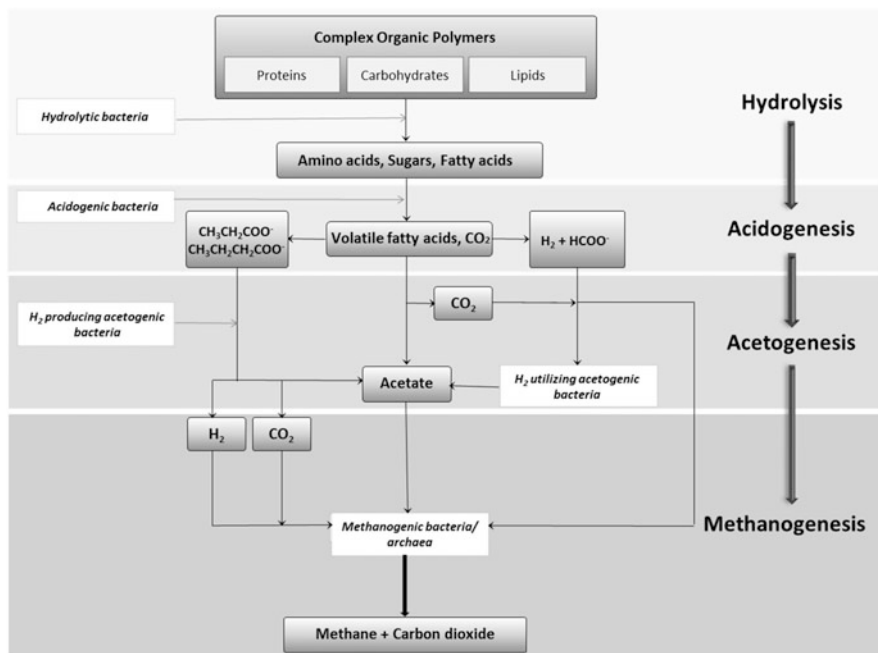 Complex Organic Polymers
Proteins
Carbohydrates
Lipids
Hydrolysis
Hydrolytic bacteria
Amino acids, Sugars, Fatty acids
Acidogenic bacteria
CH₃CH₂COO⁻
CH₃CH₂CH₂COO⁻
Volatile fatty acids, CO₂
H₂ + HCOO⁻
Acidogenesis
CO₂
H₂ producing acetogenic
bacteria
Acetogenesis
Acetate
H₂ utilizing acetogenic
bacteria
H₂
CO₂
Methanogenic bacteria/
archaea
Methanogenesis
Methane + Carbon dioxide